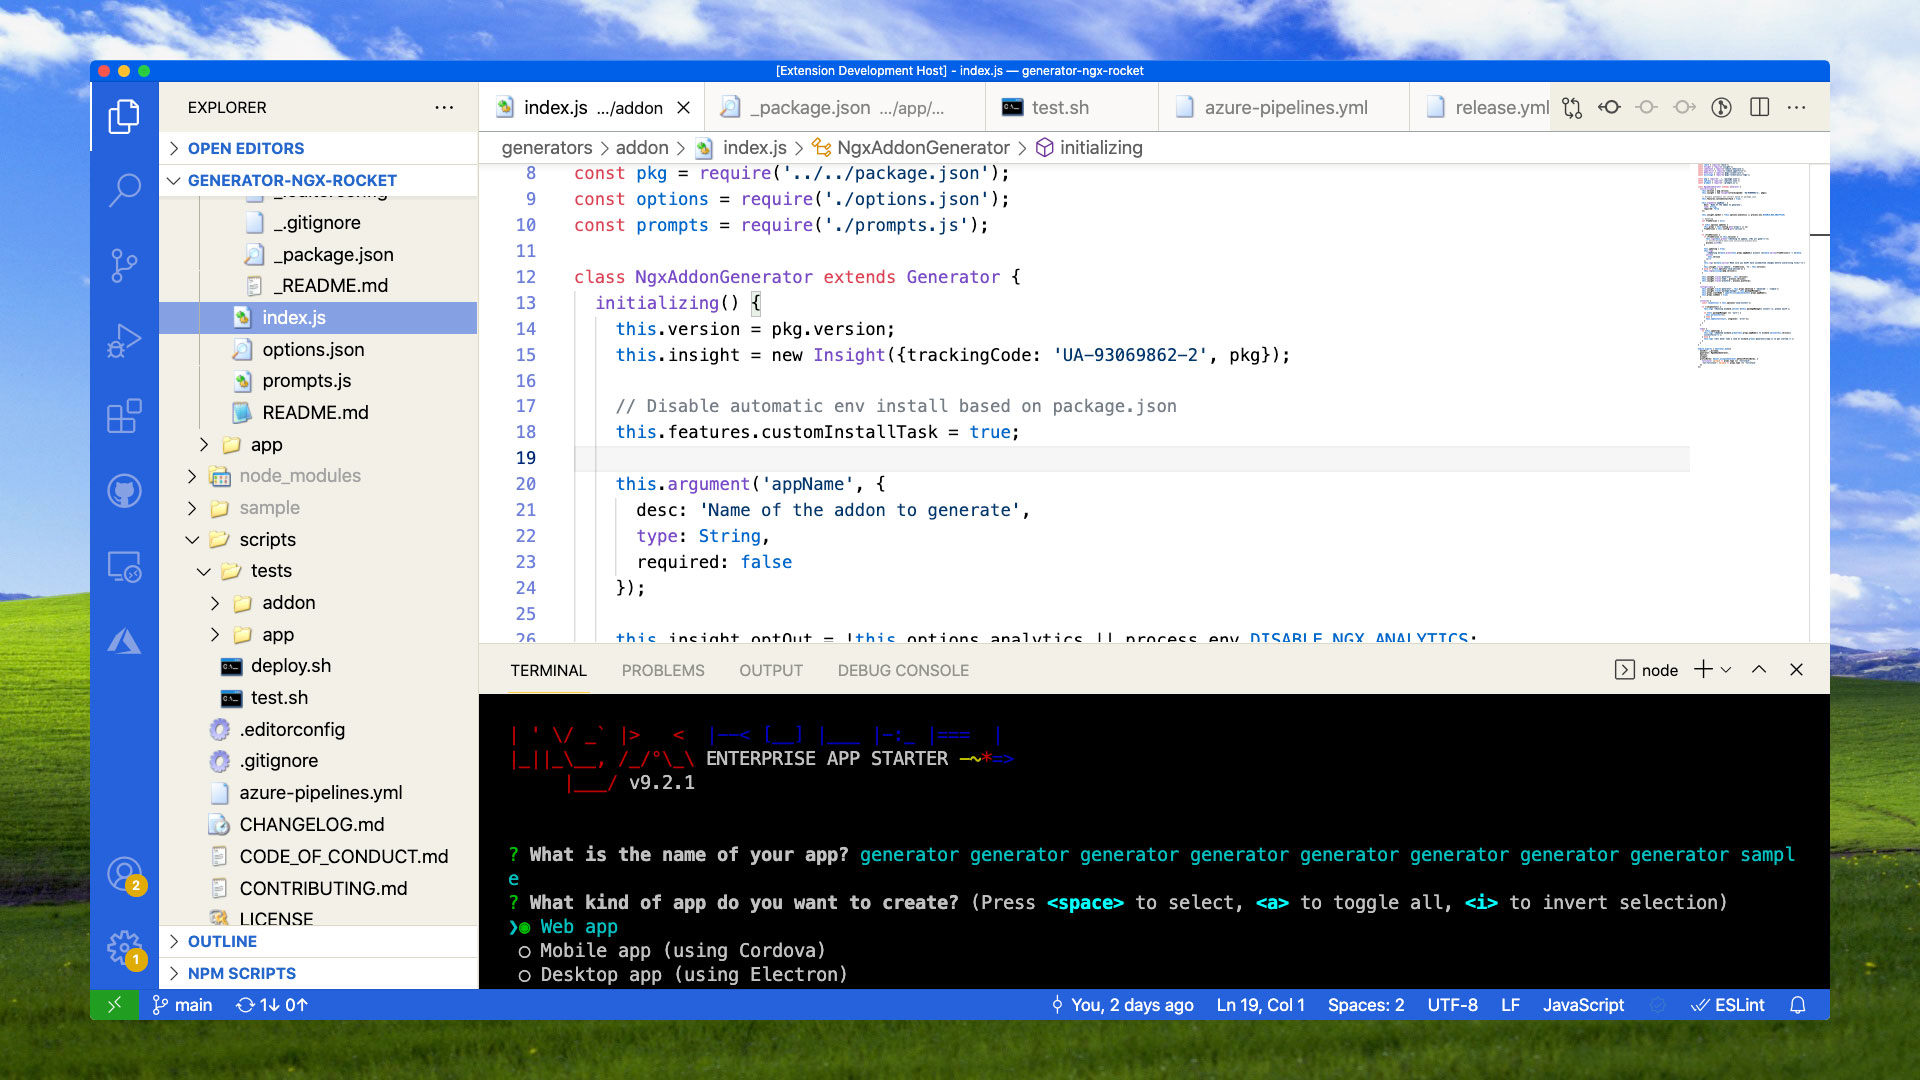 [Extension Development Host] - index.js — generator-ngx-rocket
EXPLORER
OPEN EDITORS
GENERATOR-NGX-ROCKET
_.editorconfig
_.gitignore
_package.json
_README.md
index.js
options.json
prompts.js
README.md
app
node_modules
sample
scripts
tests
addon
app
deploy.sh
test.sh
.editorconfig
.gitignore
azure-pipelines.yml
CHANGELOG.md
CODE_OF_CONDUCT.md
CONTRIBUTING.md
LICENSE
OUTLINE
NPM SCRIPTS
2
1
index.js .../addon
_package.json .../app/...
test.sh
azure-pipelines.yml
release.yml
generators > addon > index.js > NgxAddonGenerator > initializing
8 const pkg = require('../../package.json');
9 const options = require('./options.json');
10 const prompts = require('./prompts.js');
11
12 class NgxAddonGenerator extends Generator {
13 initializing() {
14 this.version = pkg.version;
15 this.insight = new Insight({trackingCode: 'UA-93069862-2', pkg});
16
17 // Disable automatic env install based on package.json
18 this.features.customInstallTask = true;
19
20 this.argument('appName', {
21 desc: 'Name of the addon to generate',
22 type: String,
23 required: false
24 });
25
26 this.insight.optOut = !this.options.analytics || process.env.DISABLE_NGX_ANALYTICS;
TERMINAL PROBLEMS OUTPUT DEBUG CONSOLE
node
ENTERPRISE APP STARTER —~*=>
v9.2.1
? What is the name of your app? generator generator generator generator generator generator generator generator sampl
e
? What kind of app do you want to create? (Press <space> to select, <a> to toggle all, <i> to invert selection)
❯◉ Web app
◯ Mobile app (using Cordova)
◯ Desktop app (using Electron)
main 1↓ 0↑
You, 2 days ago Ln 19, Col 1 Spaces: 2 UTF-8 LF JavaScript ESLint